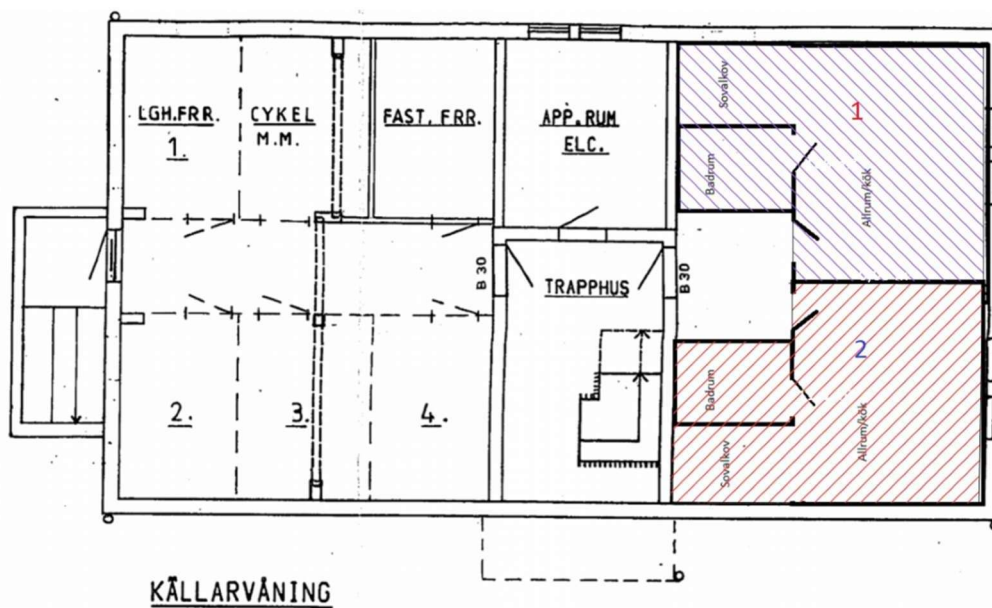 LGH.FRR.
1.
CYKEL
M.M.
FAST. FRR.
APP. RUM
ELC.
Sovalkov
1
Badrum
Allrum/kök
B 30
TRAPPHUS
B 30
2
2.
3.
4.
Badrum
Sovalkov
Allrum/kök
KÄLLARVÅNING